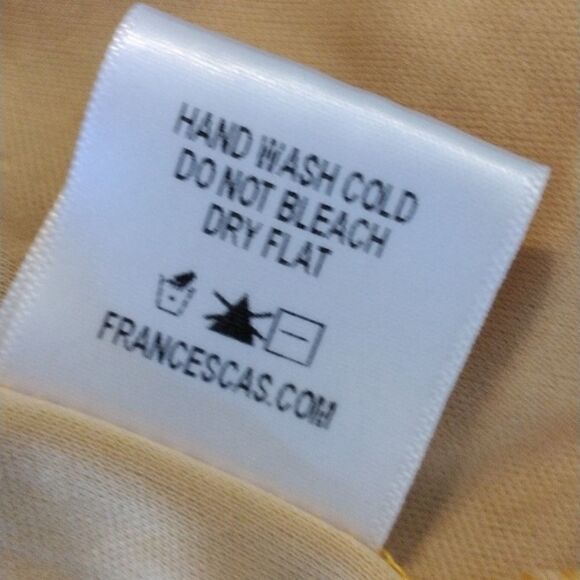 HAND WASH COLD
DO NOT BLEACH
DRY FLAT
FRANCESCAS.COM